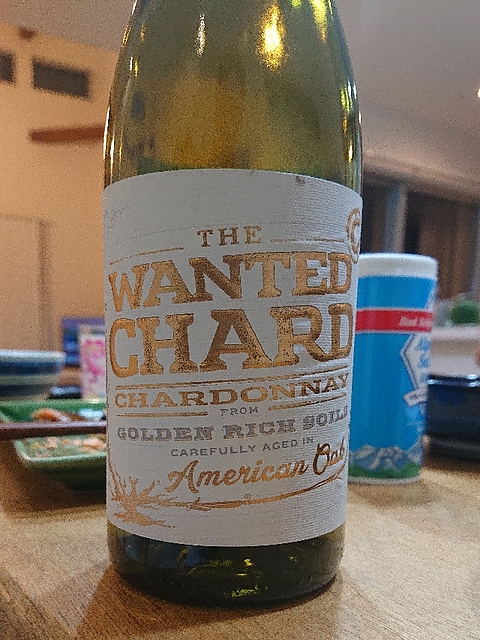 THE
WANTED
CHARD
CHARDONNAY
FROM
GOLDEN RICH SOILS
CAREFULLY AGED IN
American Oak